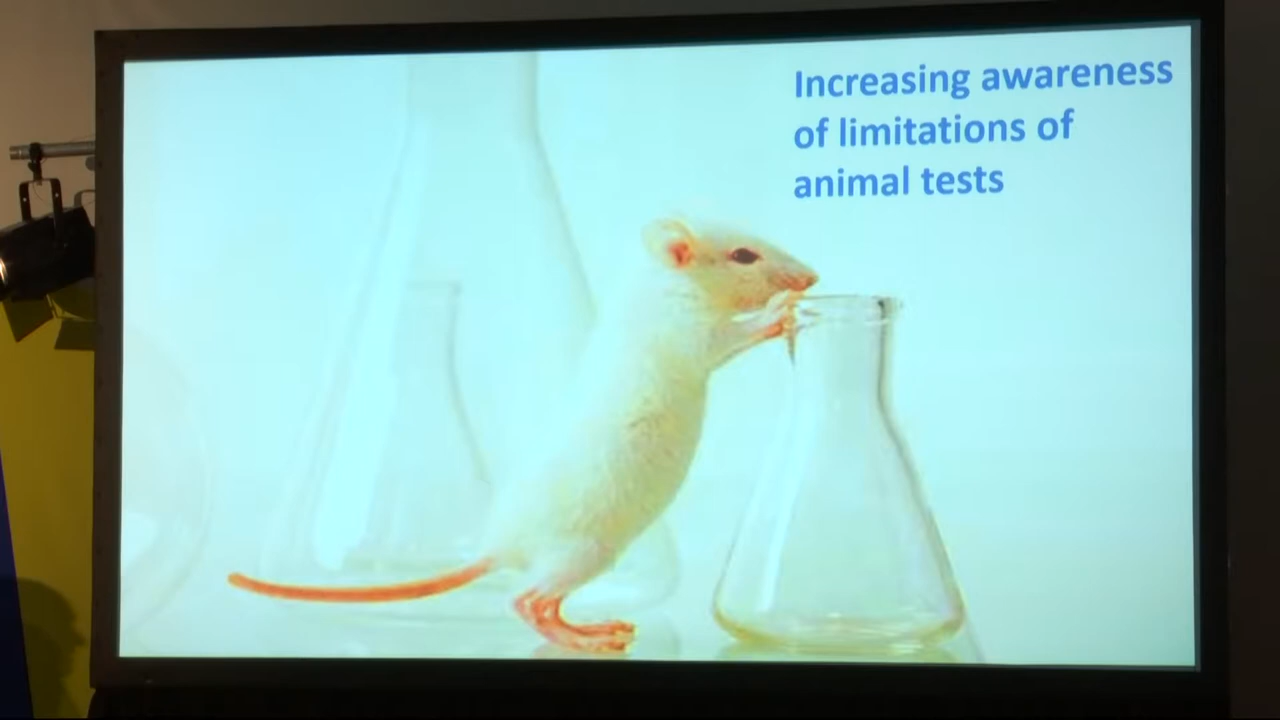 Increasing awareness
of limitations of
animal tests